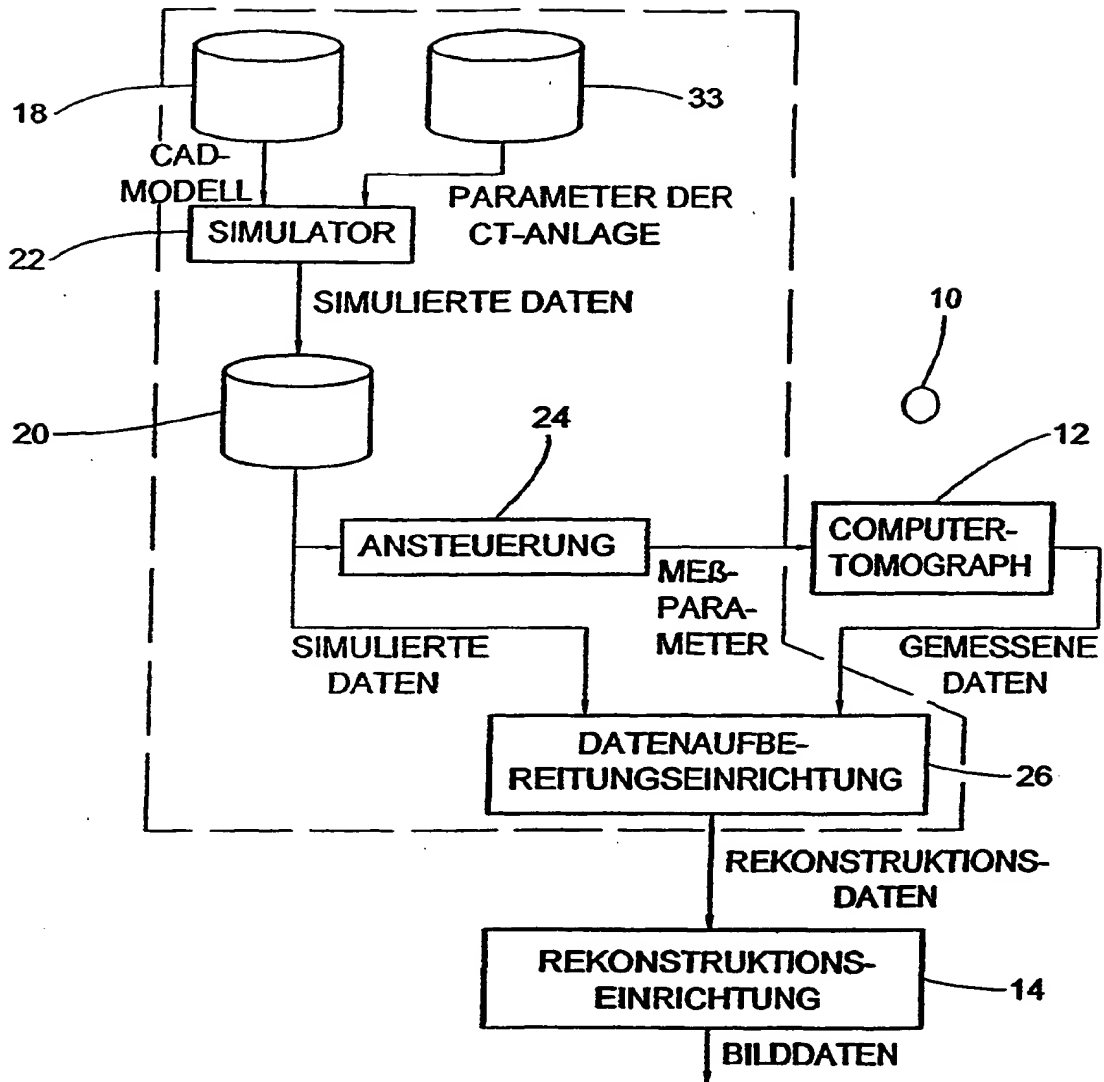 18
33
CAD-
MODELL
PARAMETER DER
CT-ANLAGE
22
SIMULATOR
SIMULIERTE DATEN
10
20
24
12
ANSTEUERUNG
COMPUTER-
TOMOGRAPH
MEß-
PARA-
METER
SIMULIERTE
DATEN
GEMESSENE
DATEN
DATENAUFBE-
REITUNGSEINRICHTUNG
26
REKONSTRUKTIONS-
DATEN
REKONSTRUKTIONS-
EINRICHTUNG
14
BILDDATEN